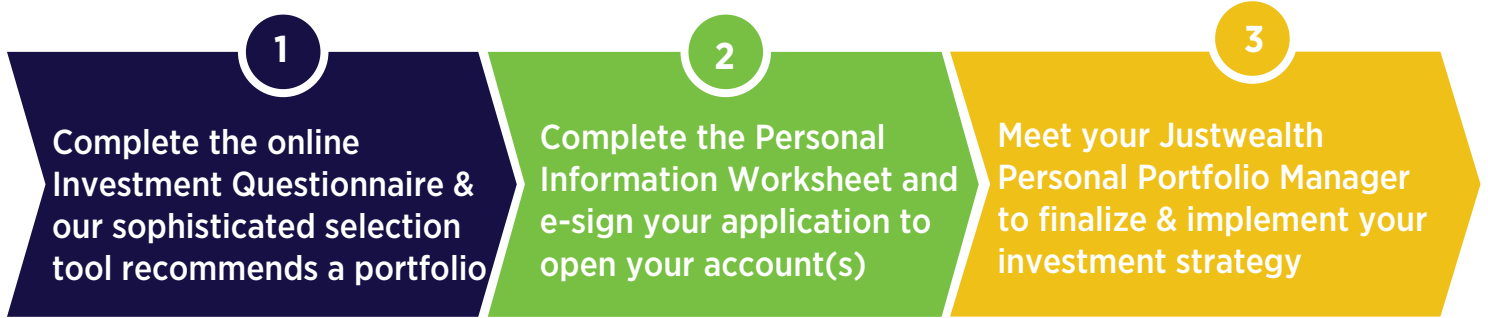 1
Complete the online
Investment Questionnaire &
our sophisticated selection
tool recommends a portfolio
2
Complete the Personal
Information Worksheet and
e-sign your application to
open your account(s)
3
Meet your Justwealth
Personal Portfolio Manager
to finalize & implement your
investment strategy